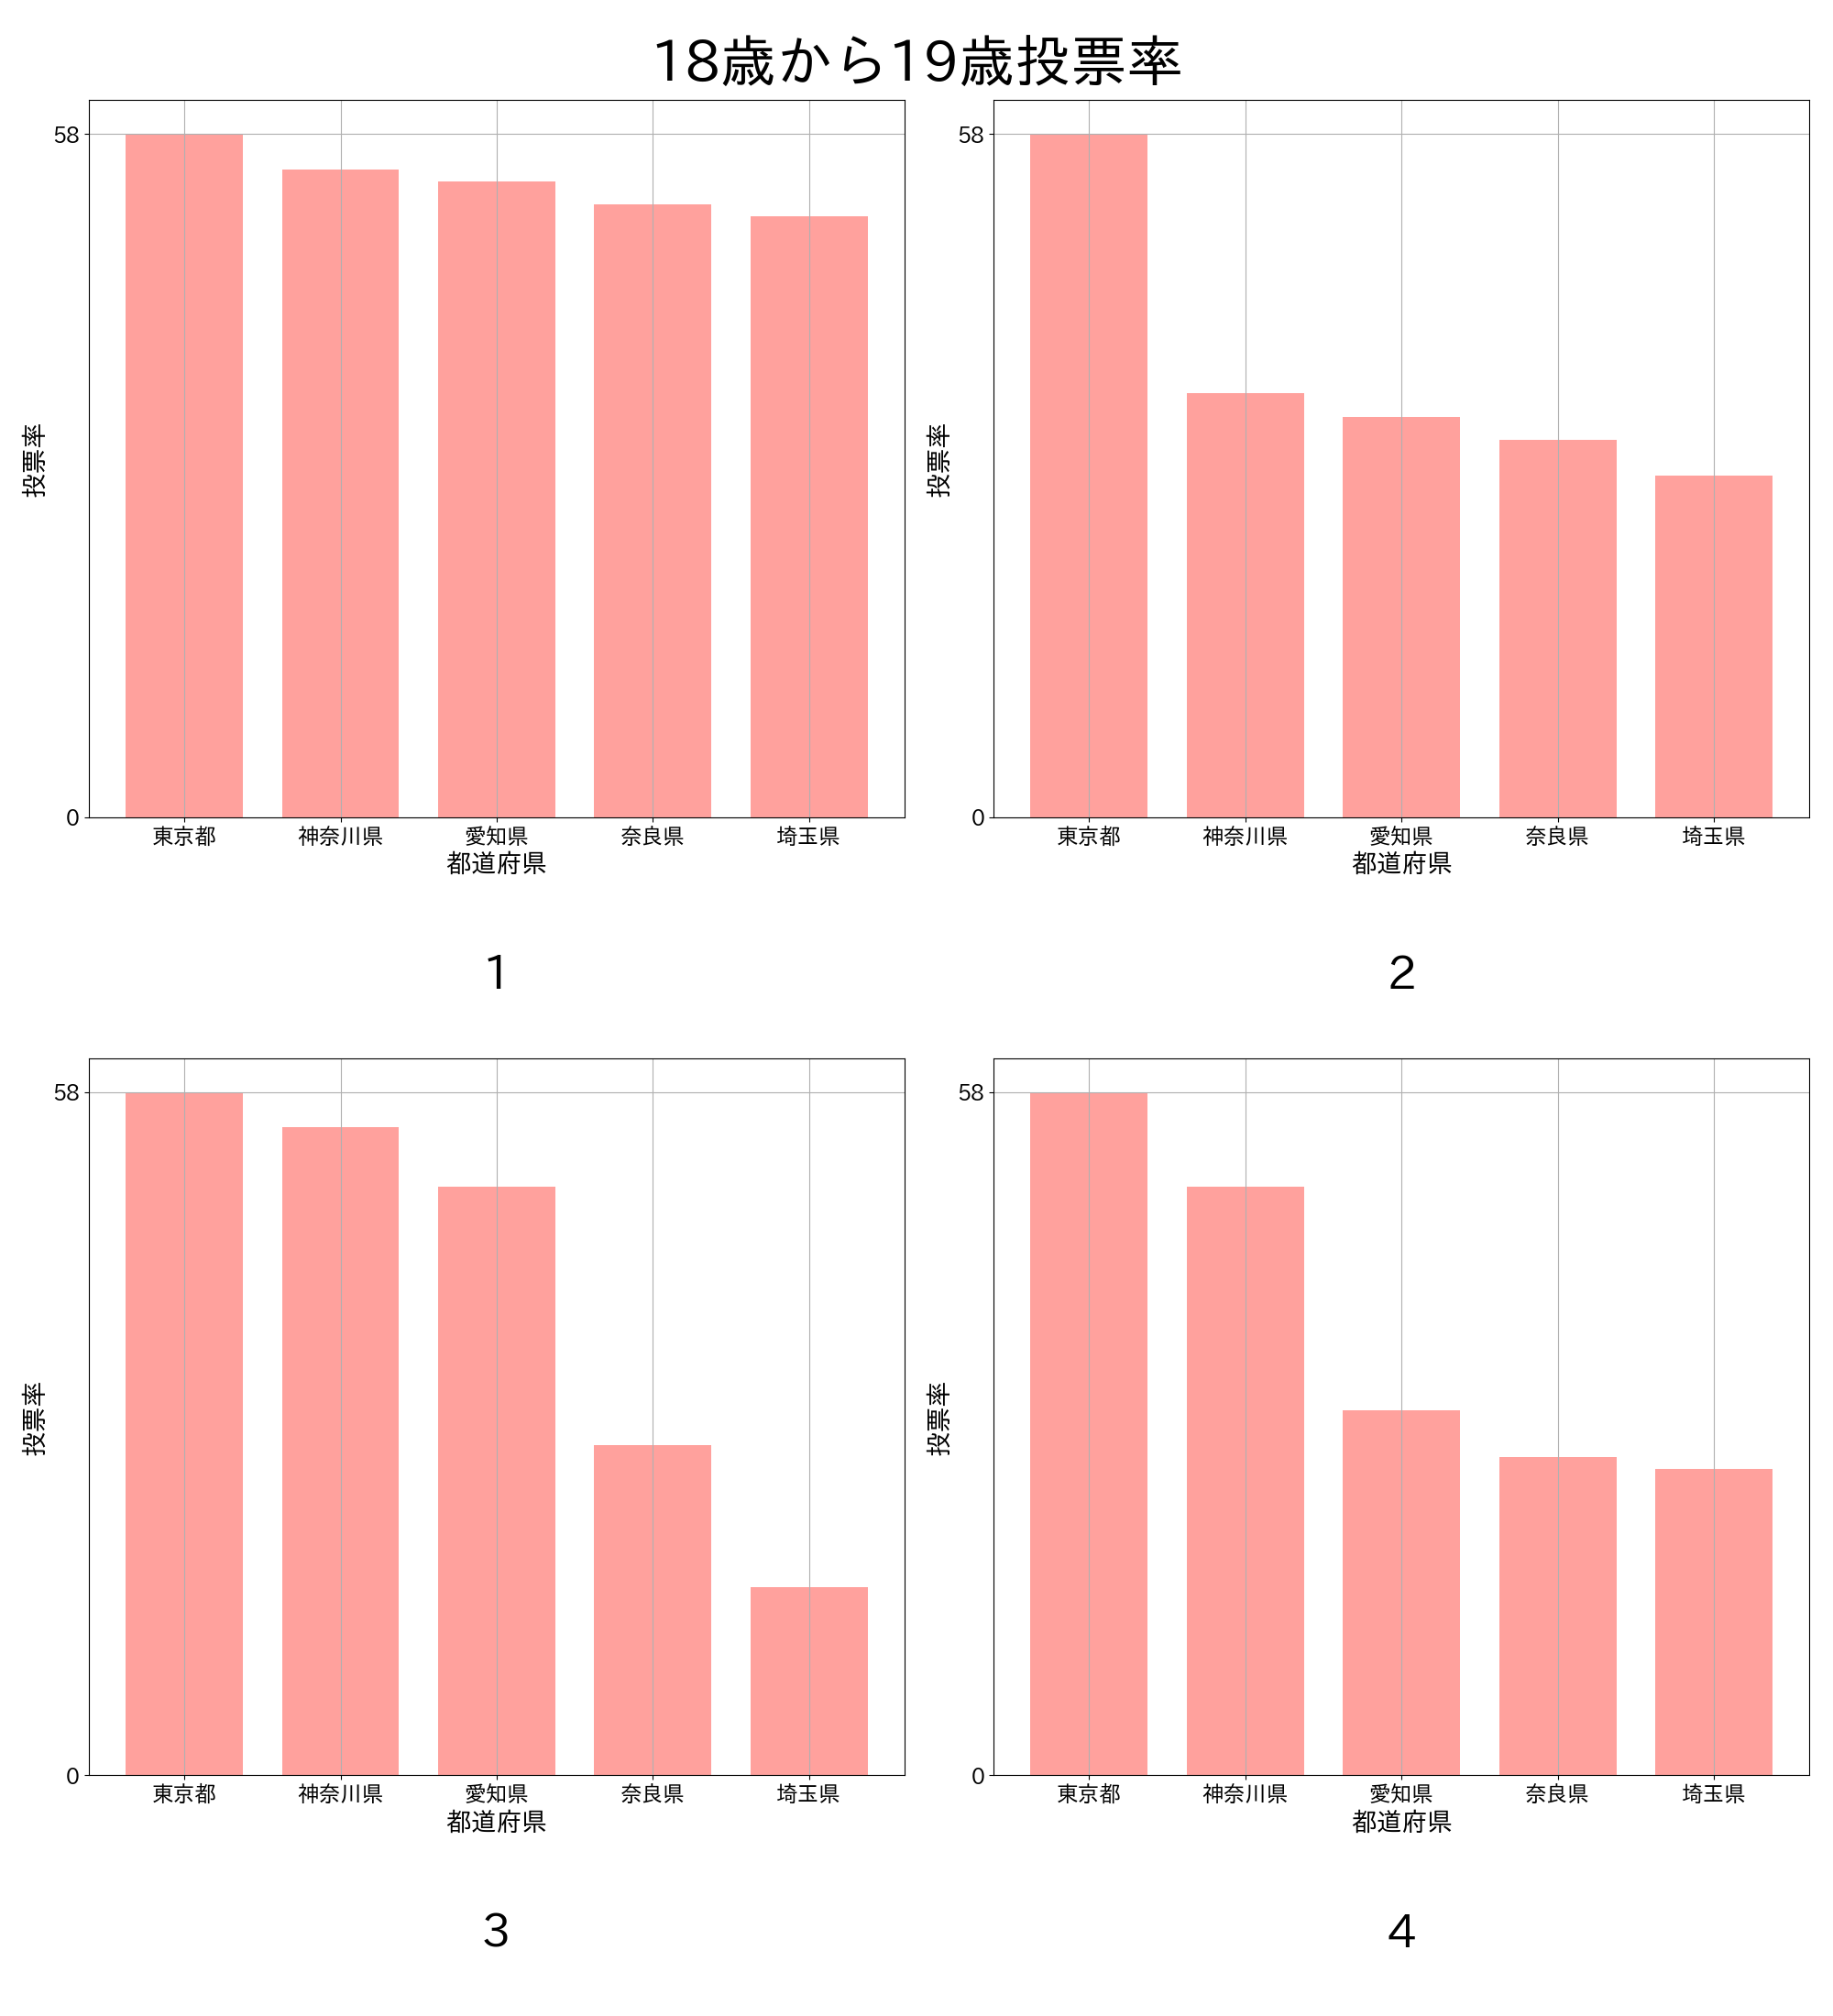 18歳から19歳投票率
58
0
投票率
東京都 神奈川県 愛知県 奈良県 埼玉県
都道府県
1
58
0
投票率
東京都 神奈川県 愛知県 奈良県 埼玉県
都道府県
2
58
0
投票率
東京都 神奈川県 愛知県 奈良県 埼玉県
都道府県
3
58
0
投票率
東京都 神奈川県 愛知県 奈良県 埼玉県
都道府県
4